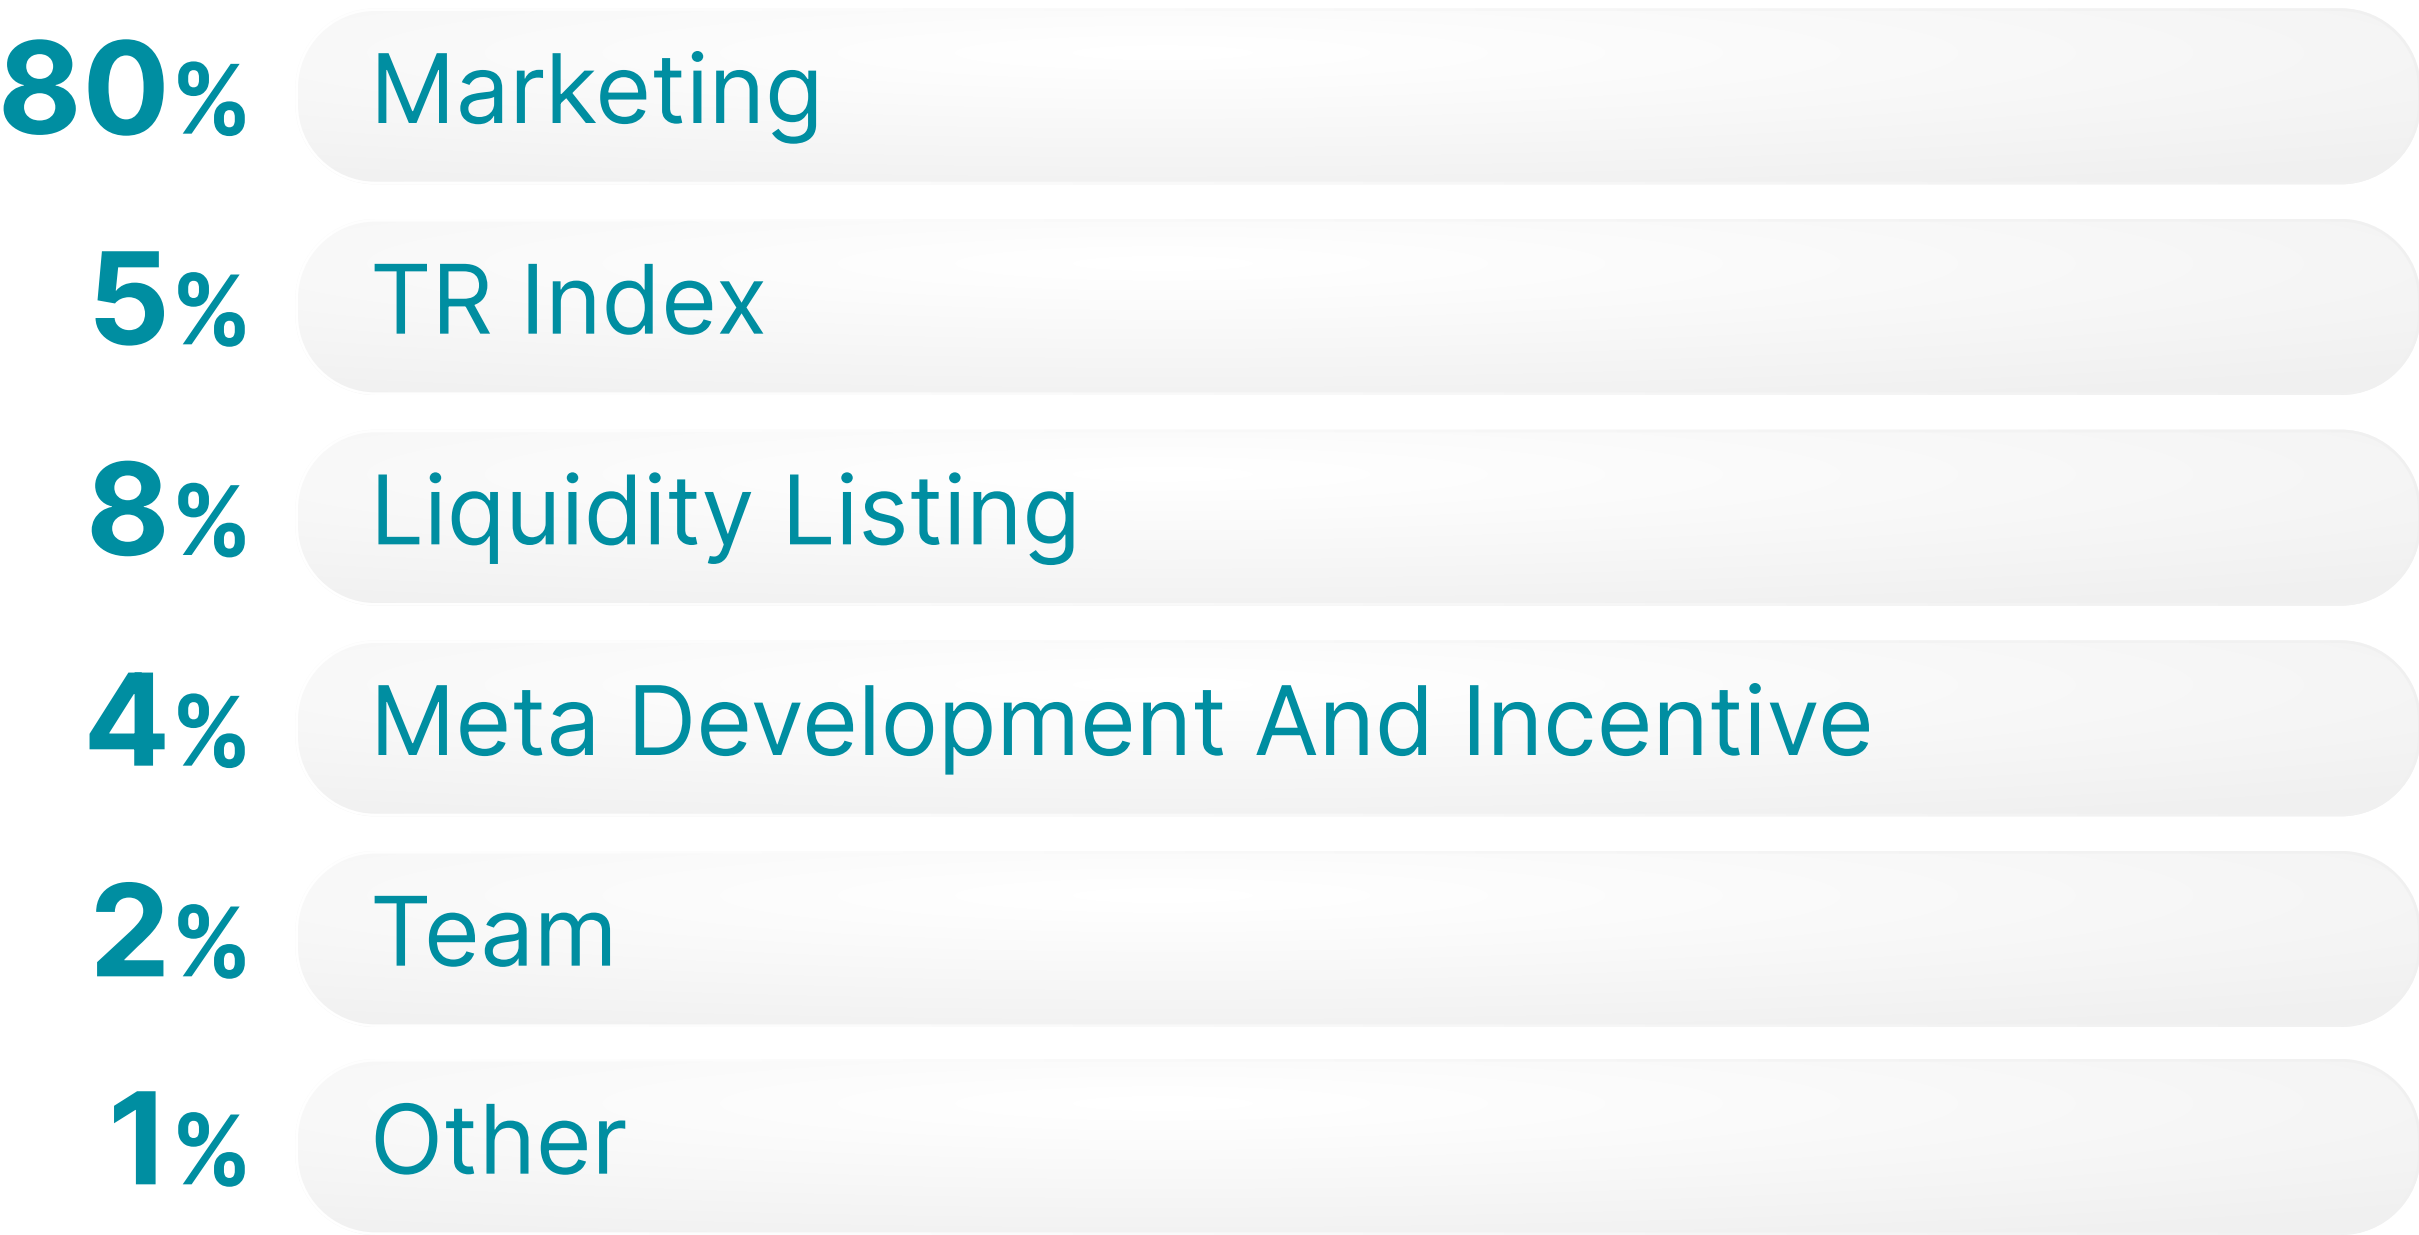 80% Marketing
5% TR Index
8% Liquidity Listing
4% Meta Development And Incentive
2% Team
1% Other